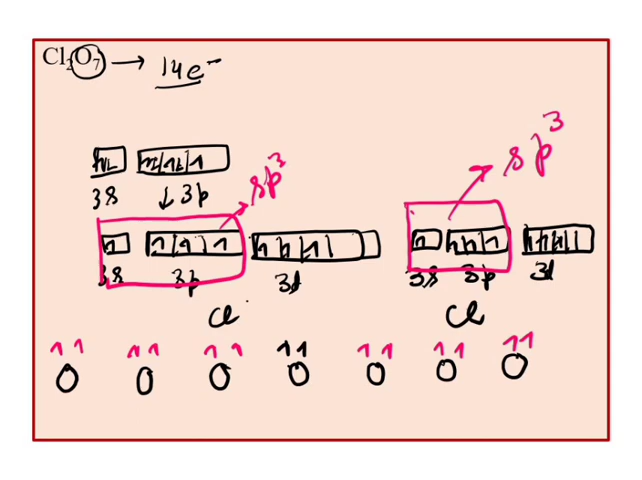 Cl₂O₇ → 14e⁻
3s 3p
sp³ sp³
3s 3p 3d 3s 3p 3d
Cl Cl
O O O O O O O